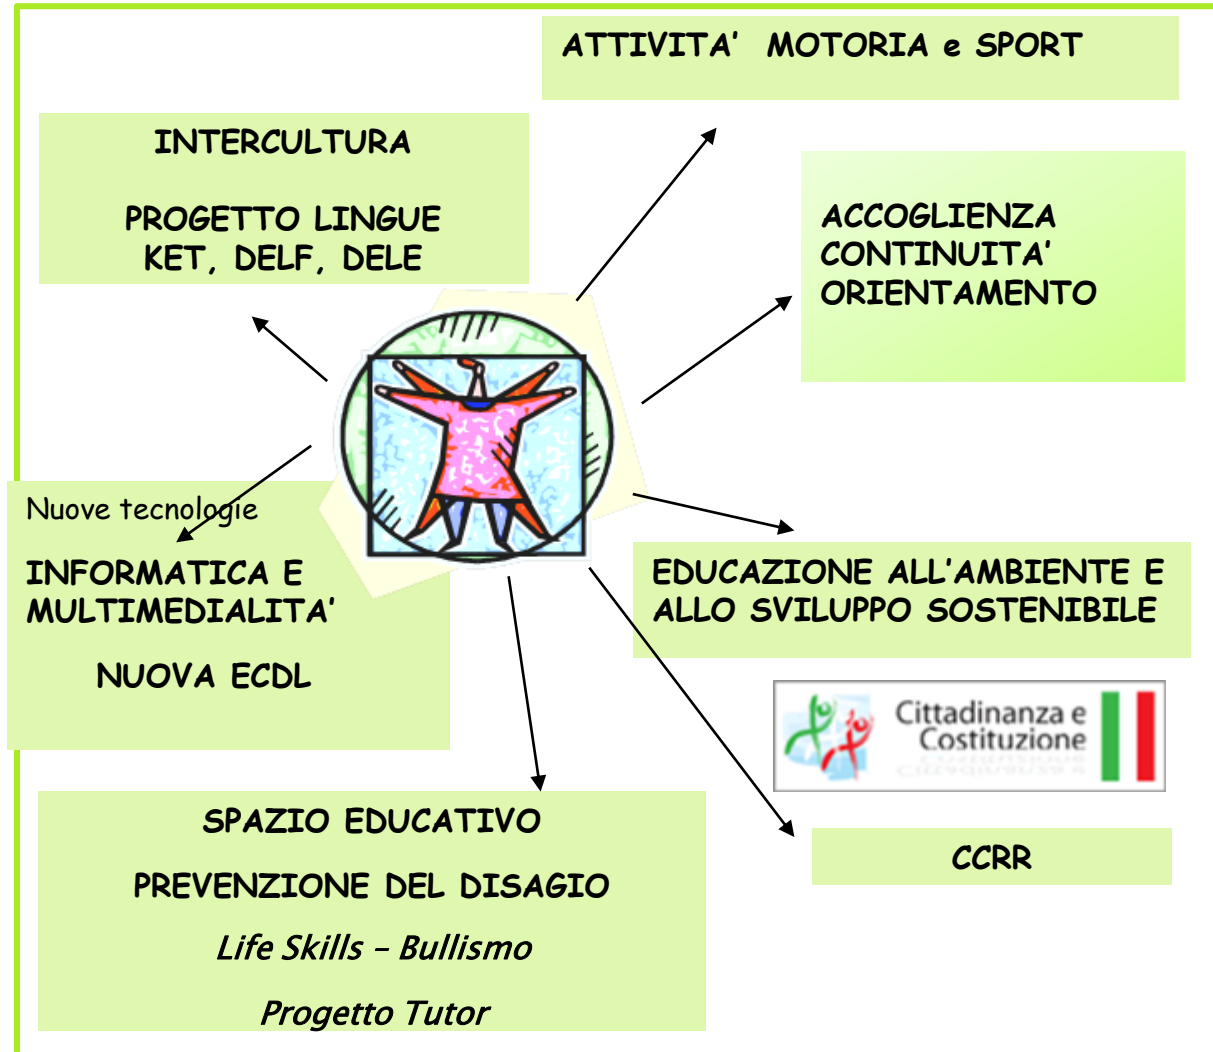 ATTIVITA’ MOTORIA e SPORT
INTERCULTURA
PROGETTO LINGUE
KET, DELF, DELE
ACCOGLIENZA
CONTINUITA’
ORIENTAMENTO
Nuove tecnologie
INFORMATICA E
MULTIMEDIALITA’
NUOVA ECDL
EDUCAZIONE ALL’AMBIENTE E
ALLO SVILUPPO SOSTENIBILE
Cittadinanza e
Costituzione
SPAZIO EDUCATIVO
PREVENZIONE DEL DISAGIO
Life Skills – Bullismo
Progetto Tutor
CCRR